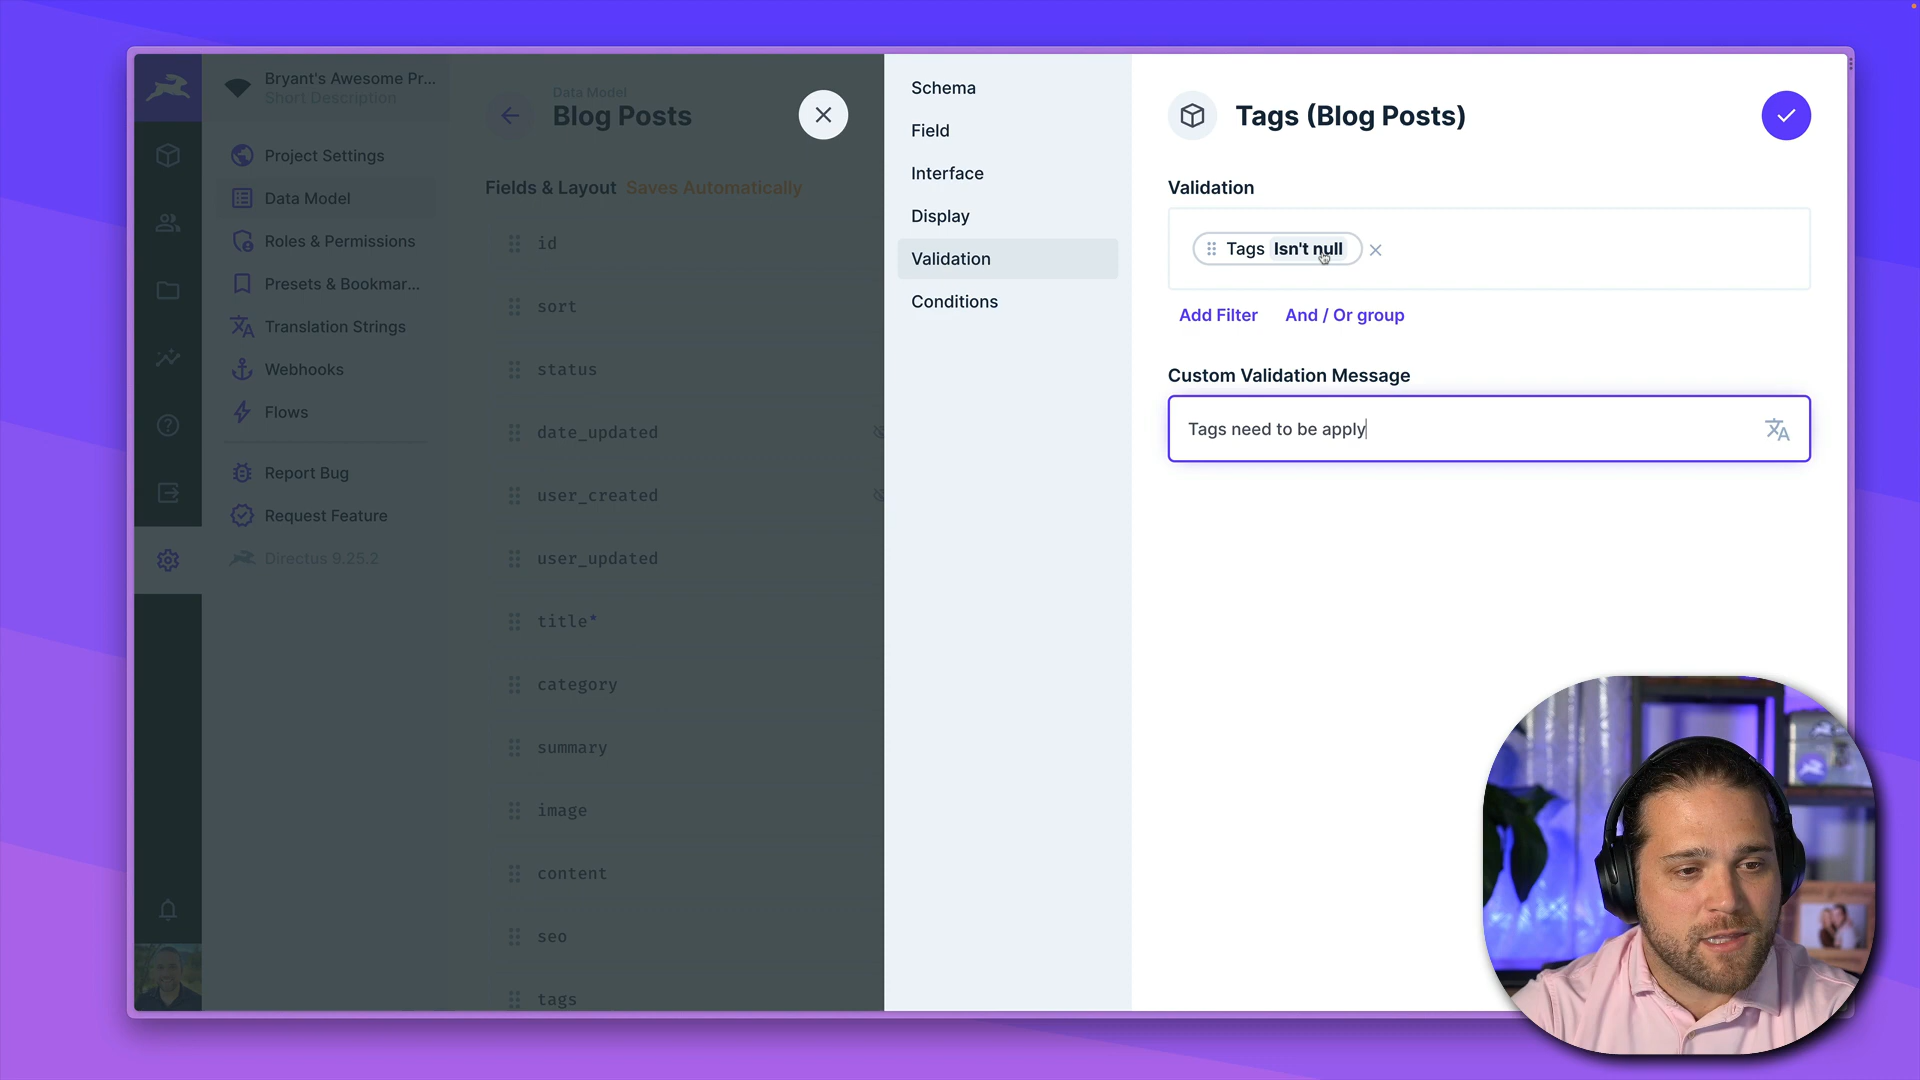 Bryant's Awesome Pr...
Short Description
Project Settings
Data Model
Roles & Permissions
Presets & Bookmar...
Translation Strings
Webhooks
Flows
Report Bug
Request Feature
Directus 9.25.2
Data Model
Blog Posts
Fields & Layout Saves Automatically
id
sort
status
date_updated
user_created
user_updated
title*
category
summary
image
content
seo
tags
Schema
Field
Interface
Display
Validation
Conditions
Tags (Blog Posts)
Validation
Tags Isn't null
Add Filter And / Or group
Custom Validation Message
Tags need to be apply